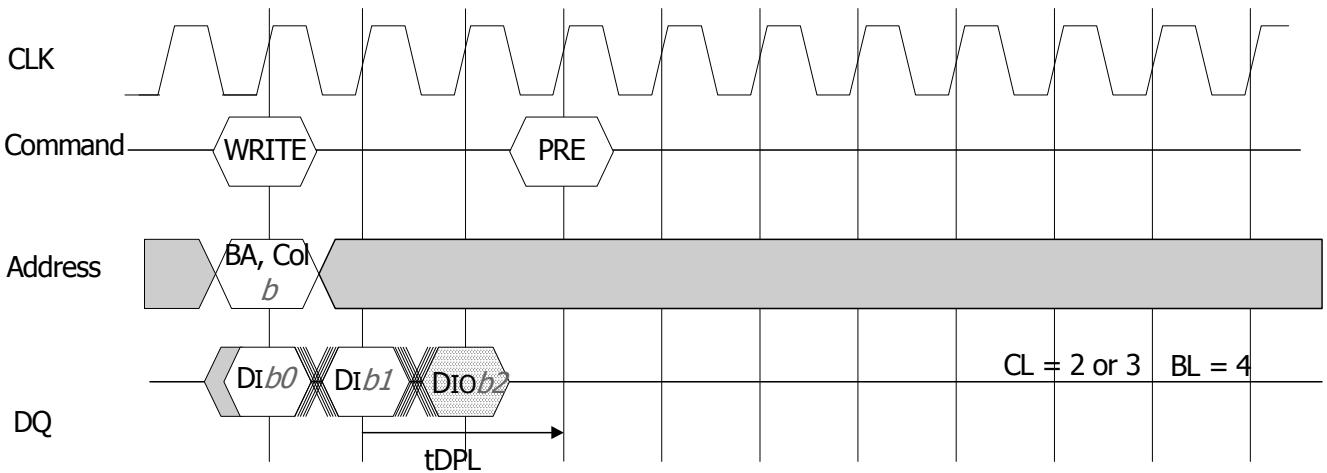 CLK
Command
WRITE
PRE
Address
BA, Col
b
DIb0
DIb1
DIOb2
CL = 2 or 3
BL = 4
DQ
tDPL